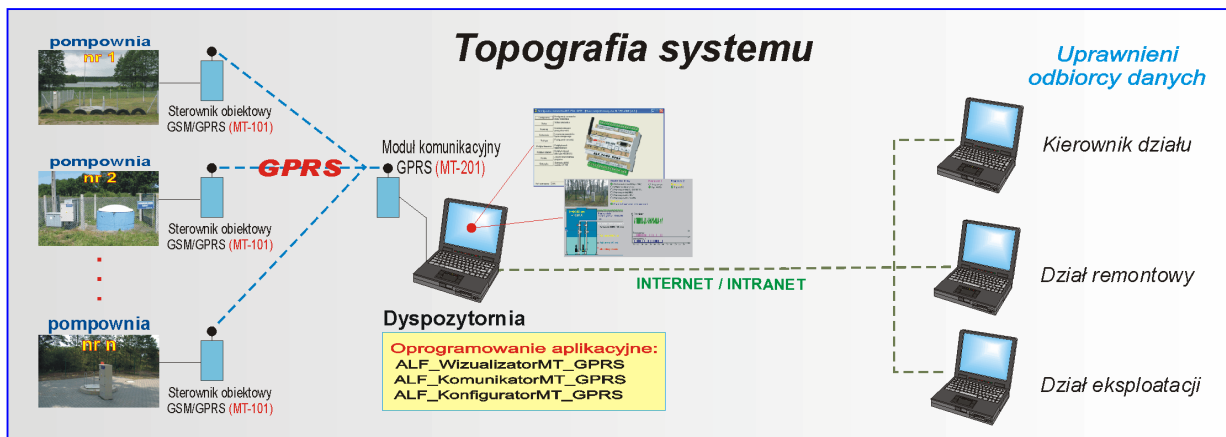 Topografia systemu
pompownia
nr 1
Sterownik obiektowy
GSM/GPRS (MT-101)
pompownia
nr 2
Sterownik obiektowy
GSM/GPRS (MT-101)
pompownia
nr n
Sterownik obiektowy
GSM/GPRS (MT-101)
GPRS
Moduł komunikacyjny
GPRS (MT-201)
Dyspozytornia
Oprogramowanie aplikacyjne:
ALF_WizualizatorMT_GPRS
ALF_KomunikatorMT_GPRS
ALF_KonfiguratorMT_GPRS
INTERNET / INTRANET
Uprawnieni
odbiorcy danych
Kierownik działu
Dział remontowy
Dział eksploatacji